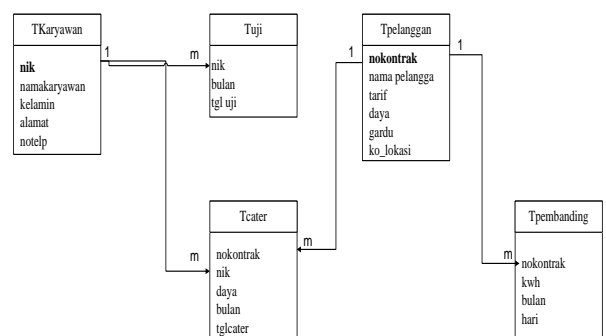 TKaryawan
nik
namakaryawan
kelamin
alamat
notelp
1
m
Tuji
nik
bulan
tgl uji
Tpelanggan
nokontrak
nama pelangga
tarif
daya
gardu
ko_lokasi
1
1
Tcater
nokontrak
nik
daya
bulan
tglcater
m
m
Tpembanding
nokontrak
kwh
bulan
hari
m